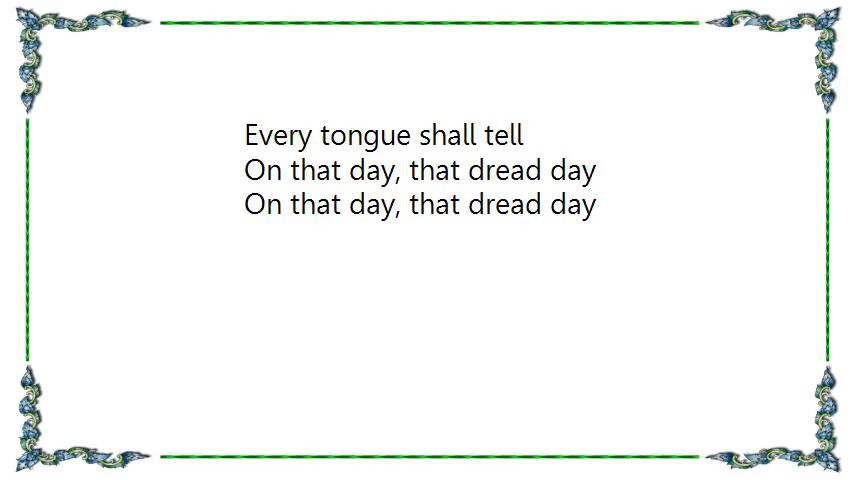 Every tongue shall tell
On that day, that dread day
On that day, that dread day